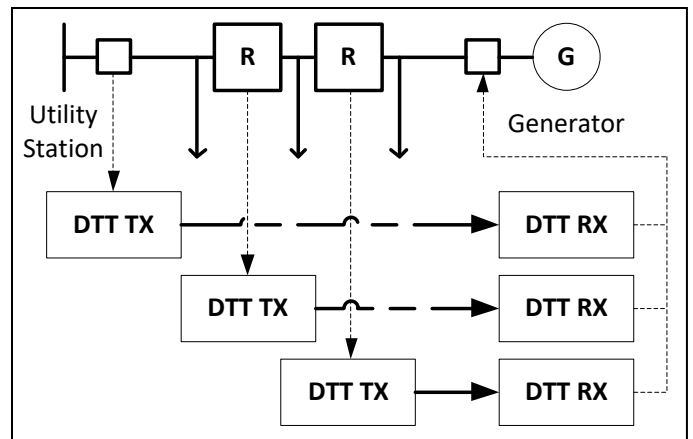 R
R
G
Utility
Station
Generator
DTT TX
DTT RX
DTT TX
DTT RX
DTT TX
DTT RX